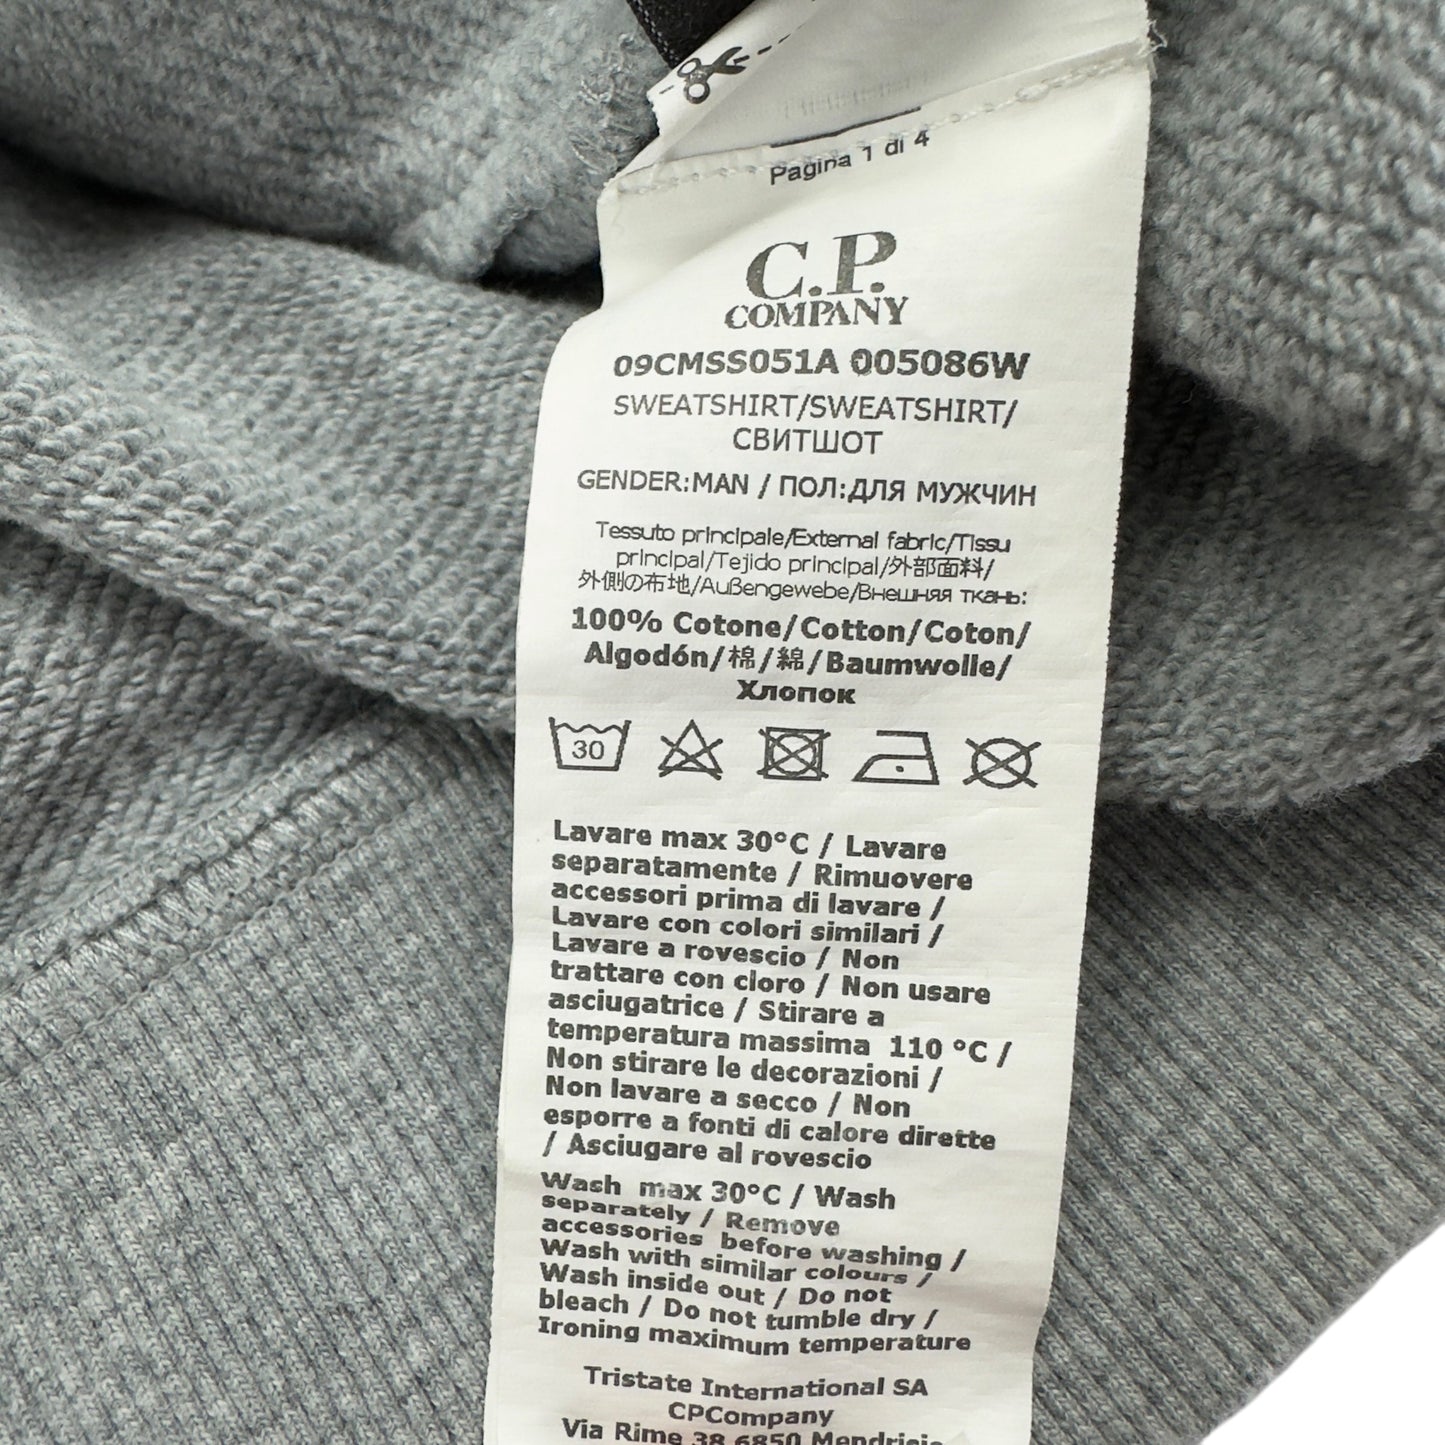 Pagina 1 di 4
C.P.
COMPANY
09CMSS051A 005086W
SWEATSHIRT/SWEATSHIRT/
СВИТШОТ
GENDER:MAN / ПОЛ:ДЛЯ МУЖЧИН
Tessuto principale/External fabric/Tissu
principal/Tejido principal/外部面料/
外側の布地/Außengewebe/Внешняя ткань:
100% Cotone/Cotton/Coton/
Algodón/棉/綿/Baumwolle/
Хлопок
30
Lavare max 30°C / Lavare
separatamente / Rimuovere
accessori prima di lavare /
Lavare con colori similari /
Lavare a rovescio / Non
trattare con cloro / Non usare
asciugatrice / Stirare a
temperatura massima 110 °C /
Non stirare le decorazioni /
Non lavare a secco / Non
esporre a fonti di calore dirette
/ Asciugare al rovescio
Wash max 30°C / Wash
separately / Remove
accessories before washing /
Wash with similar colours /
Wash inside out / Do not
bleach / Do not tumble dry /
Ironing maximum temperature
Tristate International SA
CPCompany
Via Rime 38 6850 Mendrisio